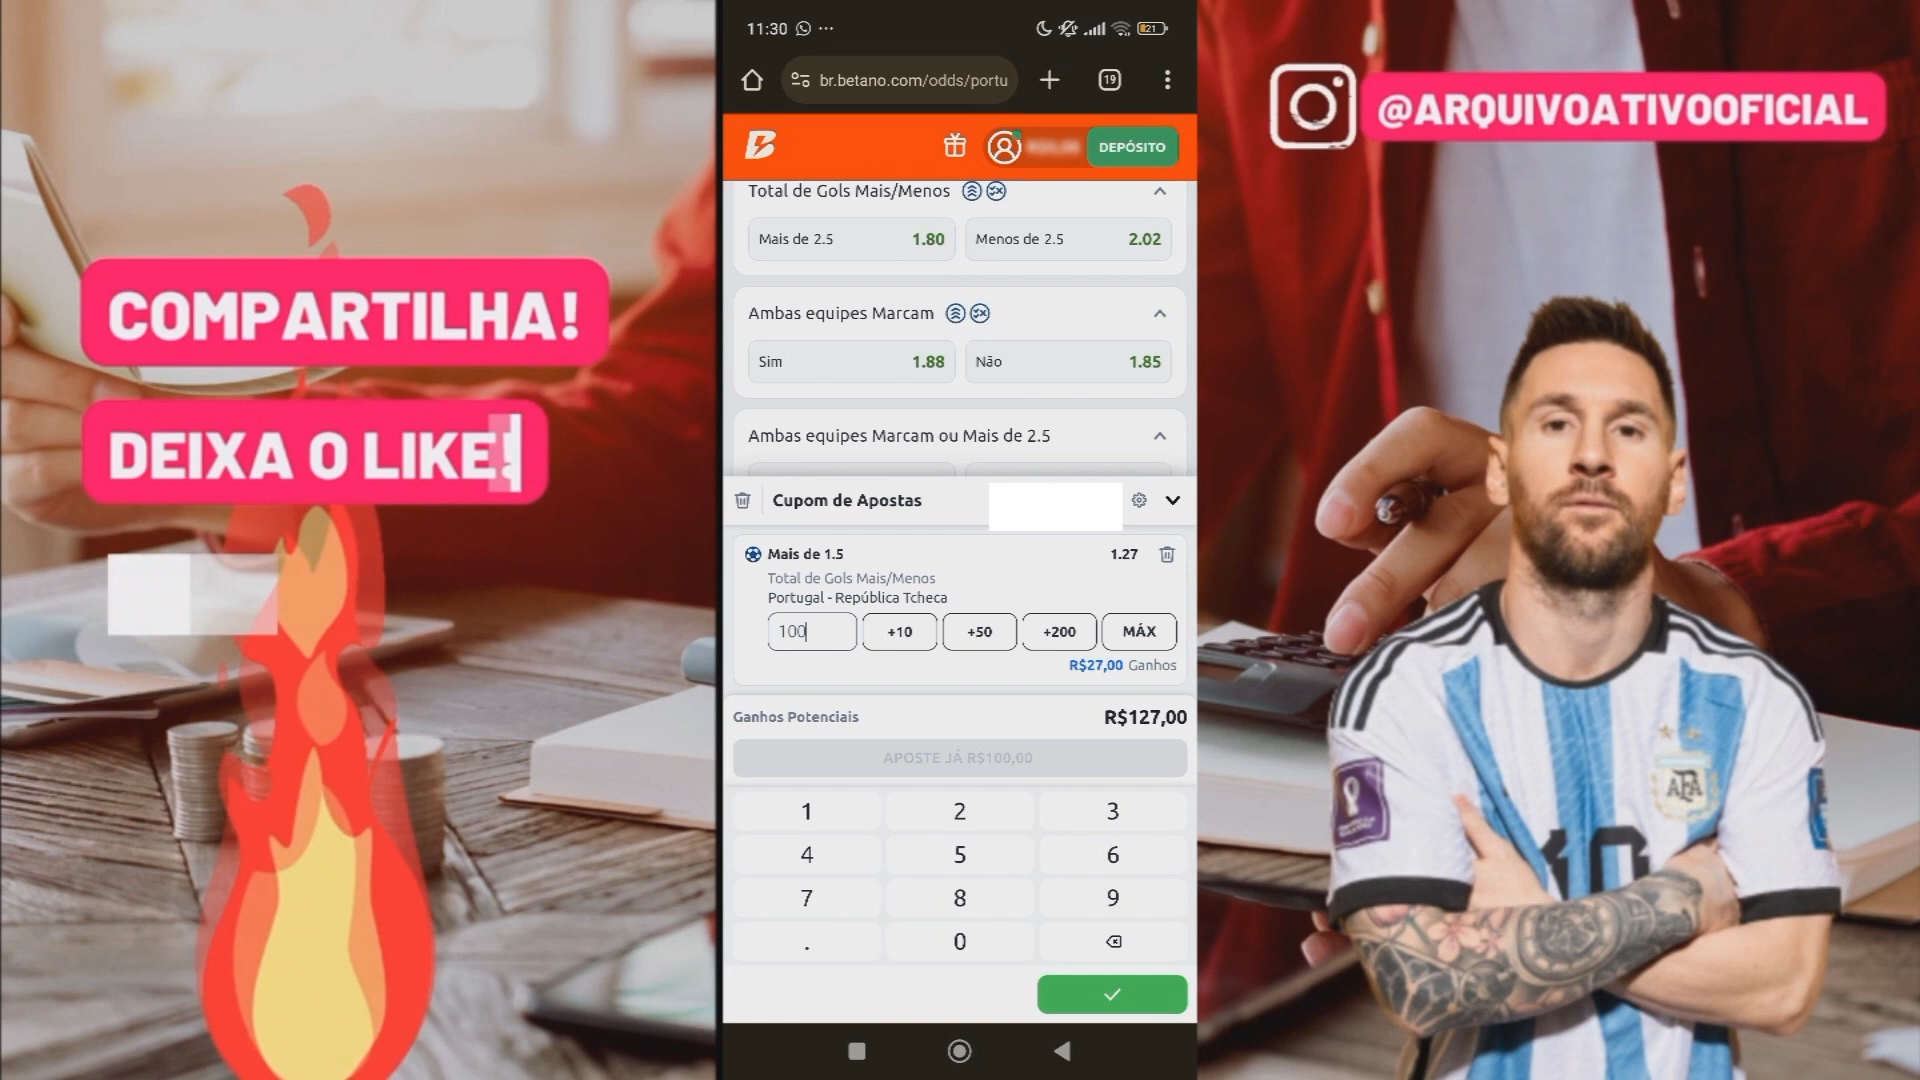 COMPARTILHA!
DEIXA O LIKE!
11:30
21
br.betano.com/odds/portu
19
DEPÓSITO
Total de Gols Mais/Menos
Mais de 2.5 1.80 Menos de 2.5 2.02
Ambas equipes Marcam
Sim 1.88 Não 1.85
Ambas equipes Marcam ou Mais de 2.5
Cupom de Apostas
Mais de 1.5 1.27
Total de Gols Mais/Menos
Portugal - República Tcheca
100 +10 +50 +200 MÁX
R$27,00 Ganhos
Ganhos Potenciais R$127,00
APOSTE JÁ R$100,00
1 2 3
4 5 6
7 8 9
. 0
@ARQUIVOATIVOOFICIAL
AFA
10